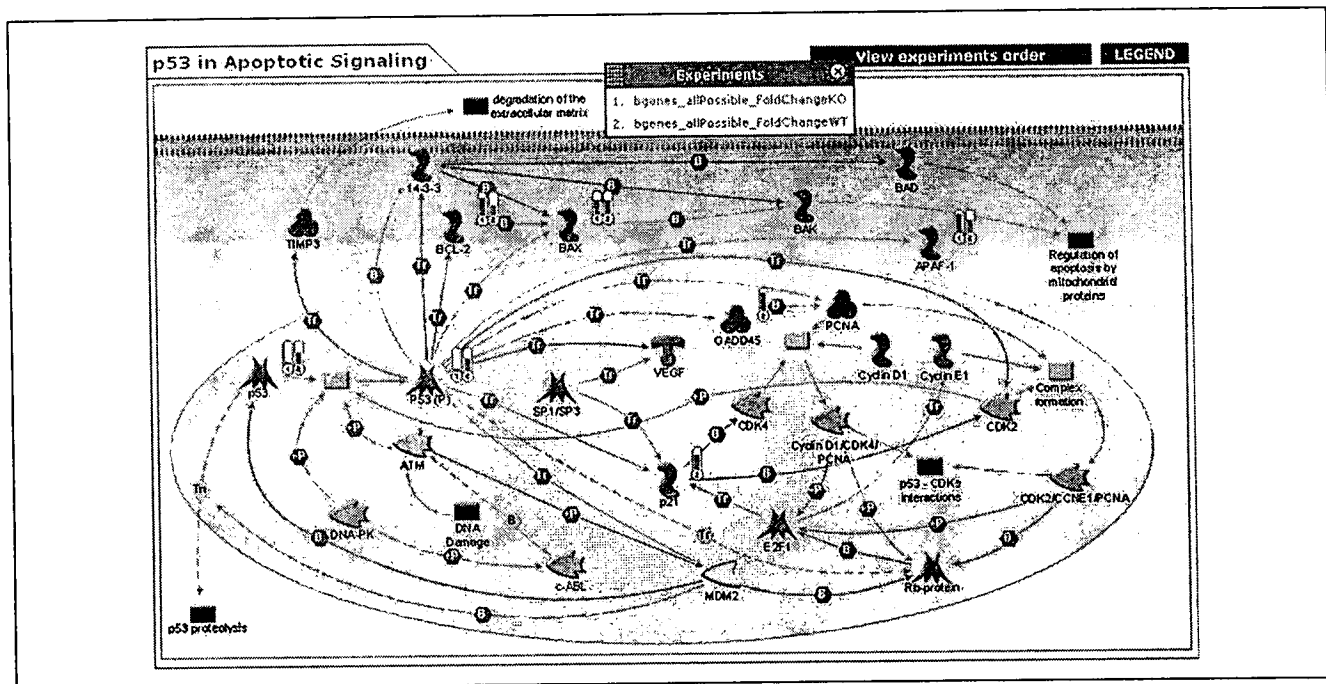 p53 in Apoptotic Signaling
View experiments order
LEGEND
Experiments
1. bgenes_allPossible_FoldChangeKO
2. bgenes_allPossible_FoldChangeWT
degradation of the
extracellular matrix
14-3-3
BAD
TIMP3
BCL-2
BAX
BAK
APAF-1
Regulation of
apoptosis by
mitochondrial
proteins
GADD45
PCNA
VEGF
Cyclin D1
Cyclin E1
p53
P53 (P)
SP1/SP3
Complex
formation
CDK4
CDK2
Cyclin D1/CDK4/
PCNA
ATM
p21
p53 - CDKs
interactions
CDK2/CCNE1/PCNA
DNA-PK
DNA
Damage
E2F1
c-ABL
MDM2
Rb-protein
p53 proteolysis